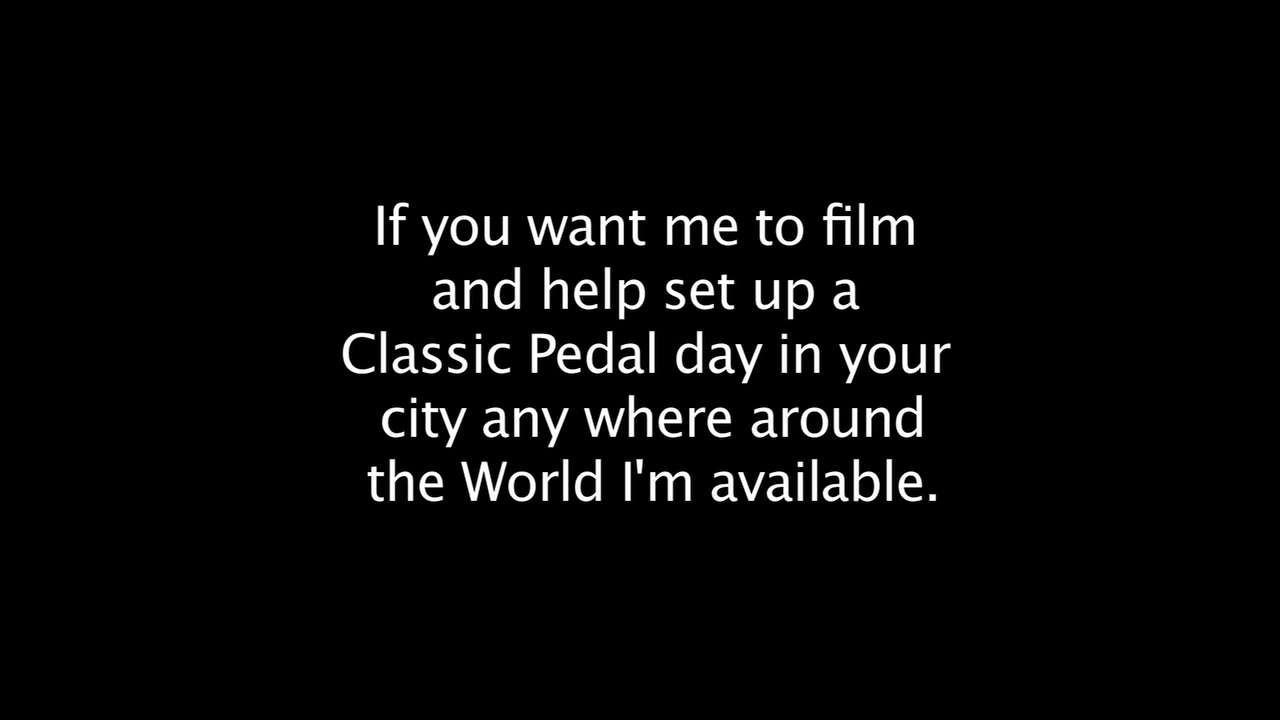 If you want me to film
and help set up a
Classic Pedal day in your
city any where around
the World I'm available.